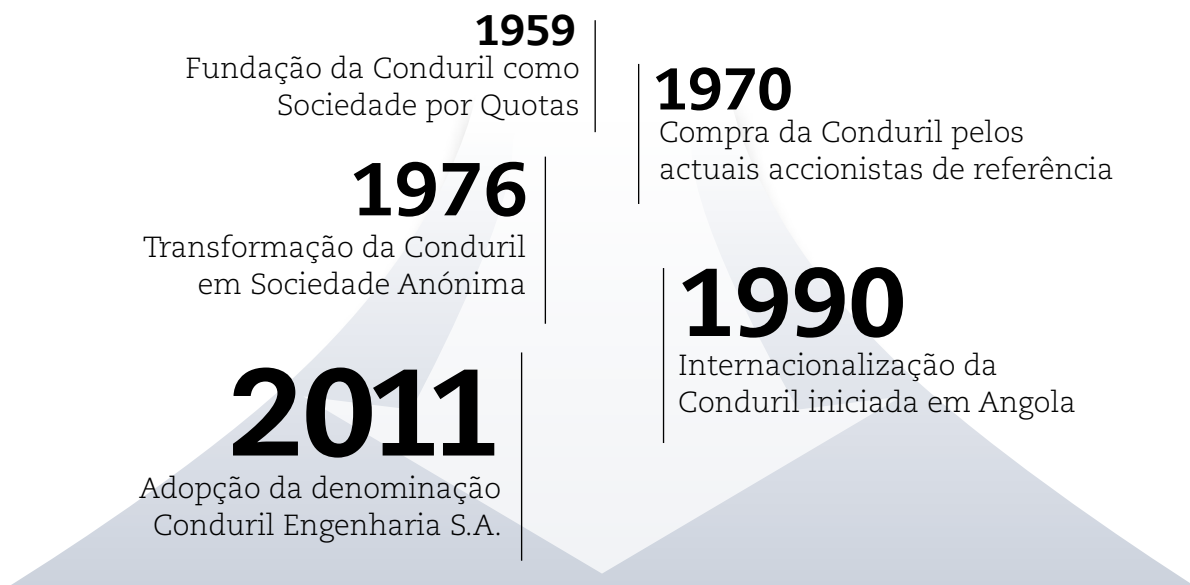 1959
Fundação da Conduril como
Sociedade por Quotas
1970
Compra da Conduril pelos
actuais accionistas de referência
1976
Transformação da Conduril
em Sociedade Anónima
1990
Internacionalização da
Conduril iniciada em Angola
2011
Adopção da denominação
Conduril Engenharia S.A.